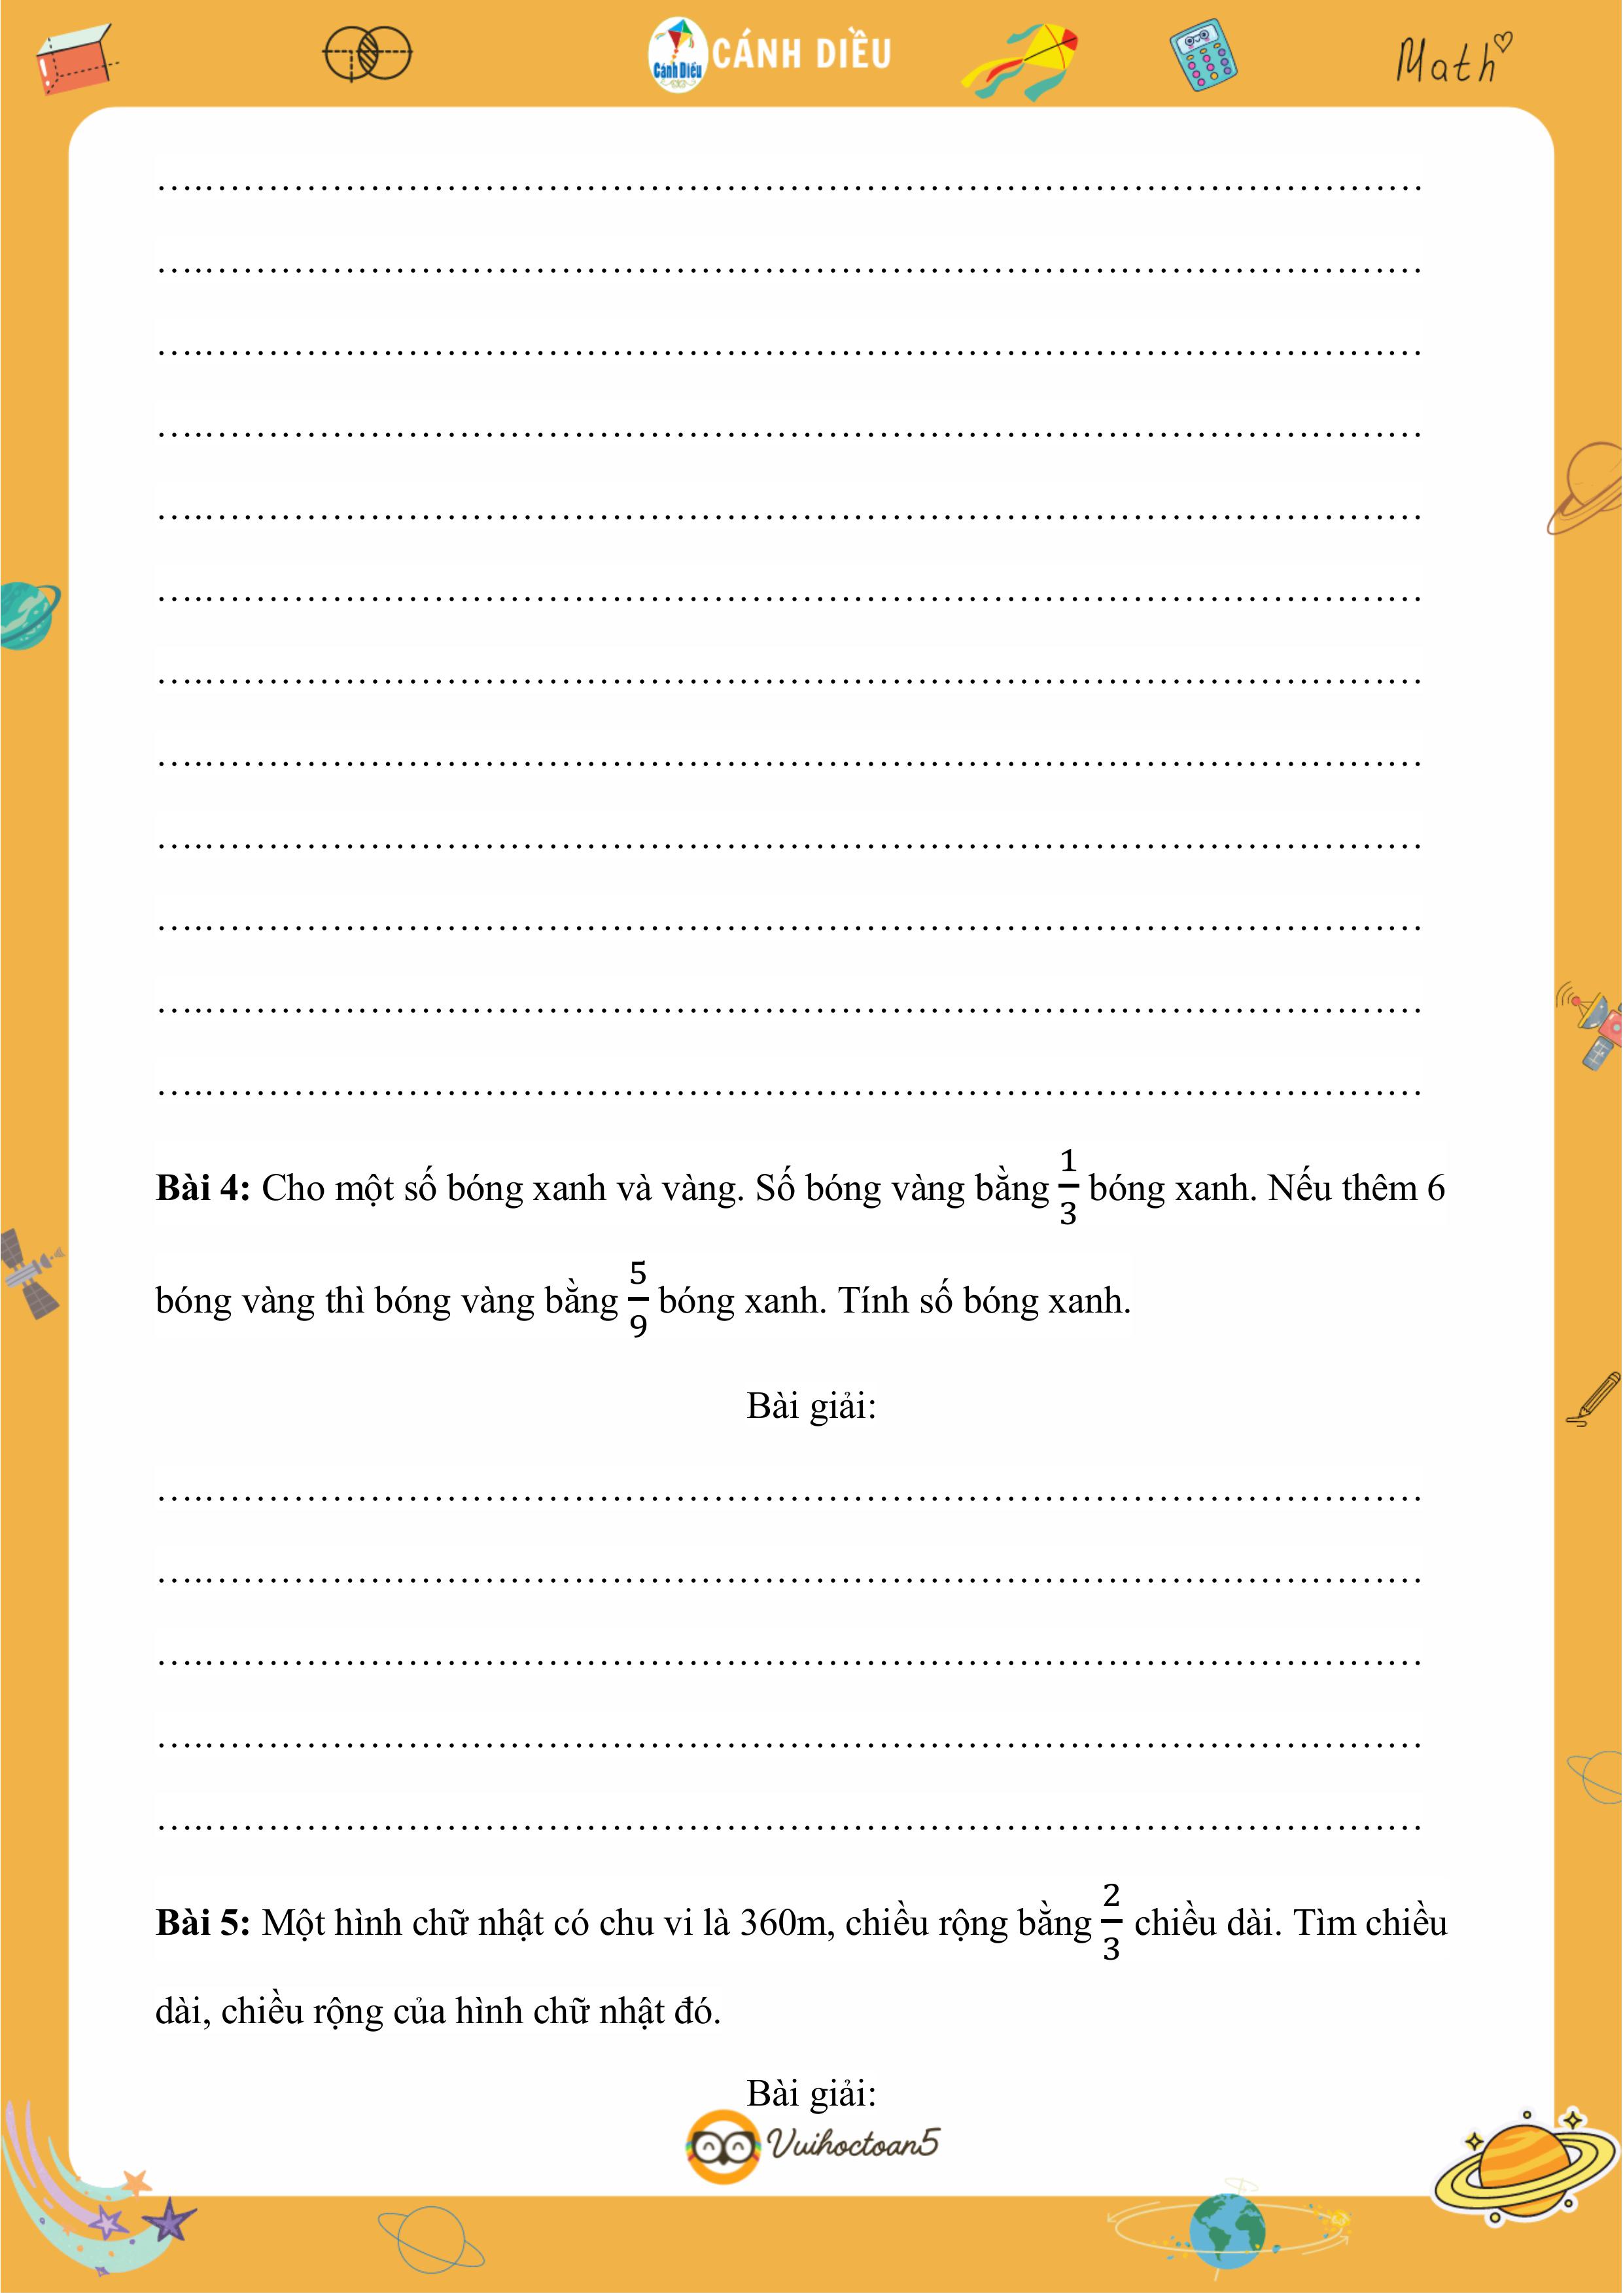 Cánh Diều CÁNH DIỀU
Math
........................................................................................................
........................................................................................................
........................................................................................................
........................................................................................................
........................................................................................................
........................................................................................................
........................................................................................................
........................................................................................................
........................................................................................................
........................................................................................................
........................................................................................................
........................................................................................................
Bài 4: Cho một số bóng xanh và vàng. Số bóng vàng bằng 1/3 bóng xanh. Nếu thêm 6
bóng vàng thì bóng vàng bằng 5/9 bóng xanh. Tính số bóng xanh.
Bài giải:
........................................................................................................
........................................................................................................
........................................................................................................
........................................................................................................
........................................................................................................
Bài 5: Một hình chữ nhật có chu vi là 360m, chiều rộng bằng 2/3 chiều dài. Tìm chiều
dài, chiều rộng của hình chữ nhật đó.
Bài giải:
Vuihoctoan5